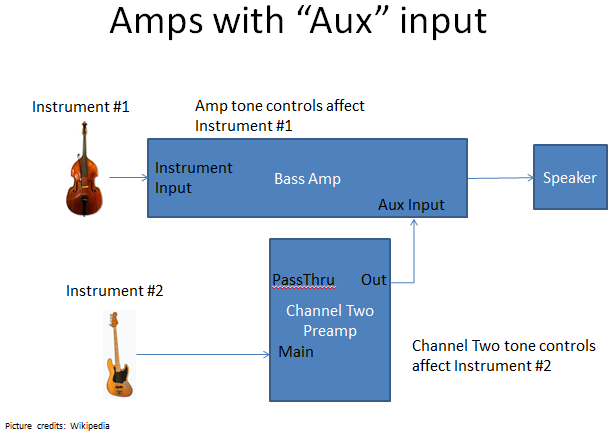 Amps with “Aux” input
Instrument #1
Amp tone controls affect
Instrument #1
Instrument
Input
Bass Amp
Aux Input
Speaker
PassThru
Out
Instrument #2
Channel Two
Preamp
Main
Channel Two tone controls
affect Instrument #2
Picture credits: Wikipedia